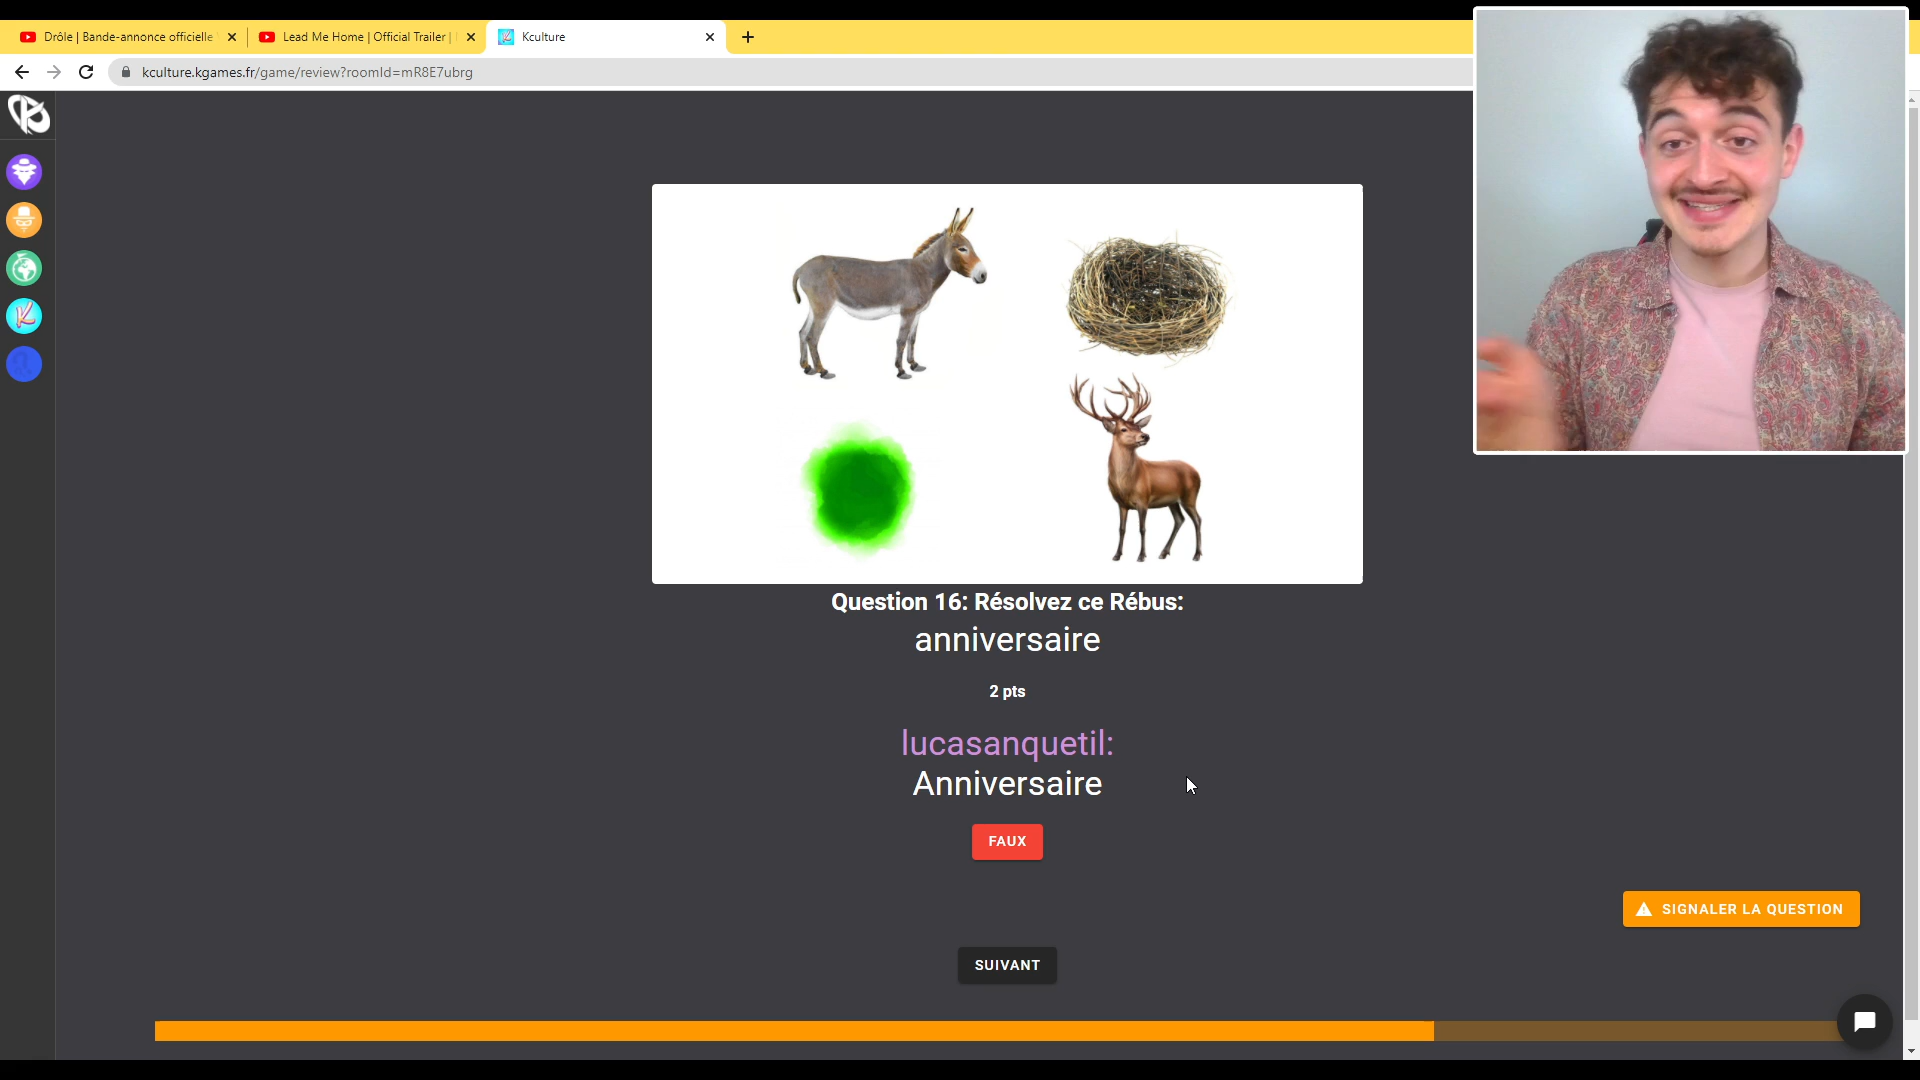 Drôle | Bande-annonce officielle
Lead Me Home | Official Trailer |
Kculture
kculture.kgames.fr/game/review?roomId=mR8E7ubrg
Question 16: Résolvez ce Rébus:
anniversaire
2 pts
lucasanquetil:
Anniversaire
FAUX
SIGNALER LA QUESTION
SUIVANT